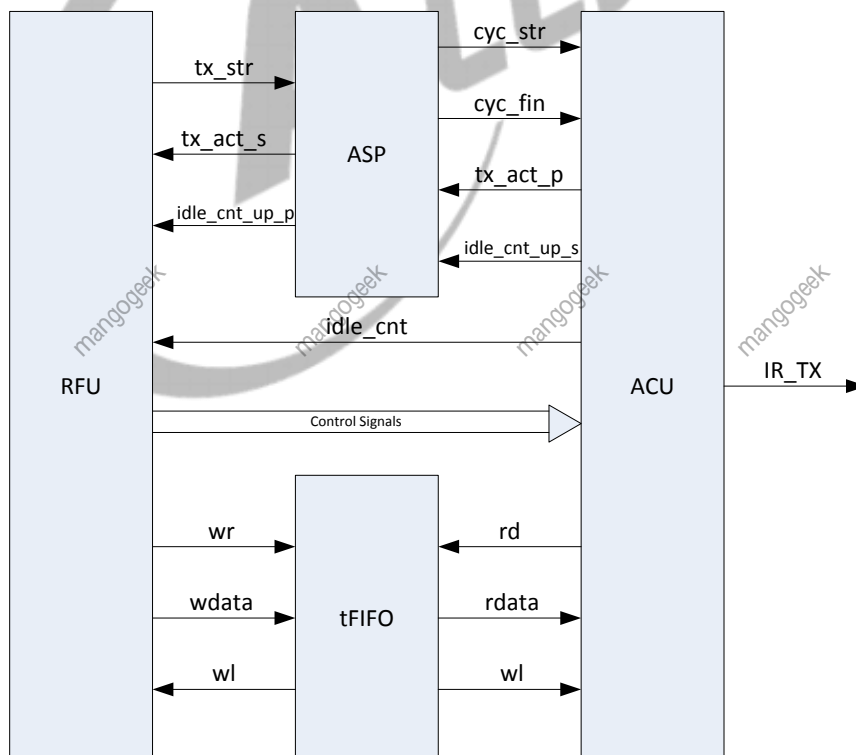 cyc_str
tx_str
cyc_fin
tx_act_s
ASP
tx_act_p
idle_cnt_up_p
idle_cnt_up_s
mangogeek
mangogeek
mangogeek
mangogeek
idle_cnt
RFU
ACU
IR_TX
Control Signals
wr
rd
wdata
tFIFO
rdata
wl
wl